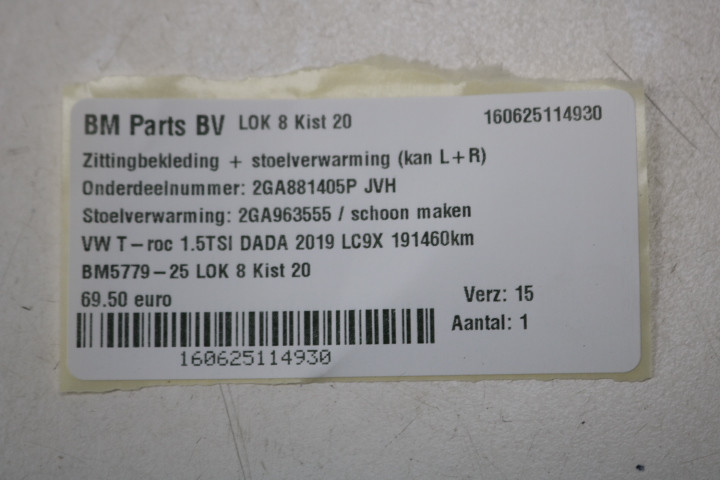 BM Parts BV LOK 8 Kist 20 160625114930
Zittingbekleding + stoelverwarming (kan L+R)
Onderdeelnummer: 2GA881405P JVH
Stoelverwarming: 2GA963555 / schoon maken
VW T-roc 1.5TSI DADA 2019 LC9X 191460km
BM5779-25 LOK 8 Kist 20
69.50 euro Verz: 15
Aantal: 1
160625114930